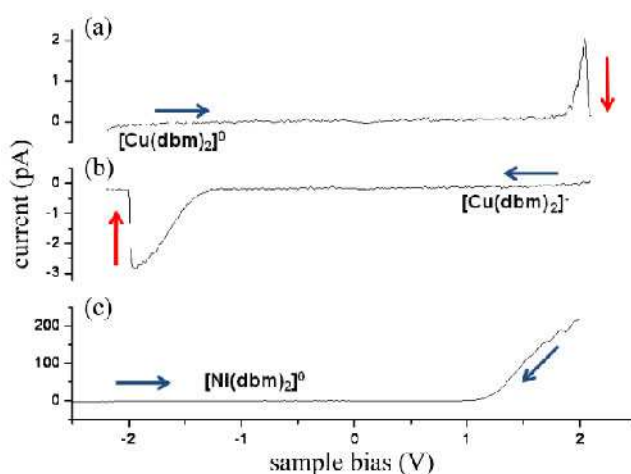 (a)
2
1
0
[Cu(dbm)₂]⁰
(b)
0
-1
-2
-3
[Cu(dbm)₂]⁻
current (pA)
(c)
200
100
0
[Ni(dbm)₂]⁰
-2 -1 0 1 2
sample bias (V)